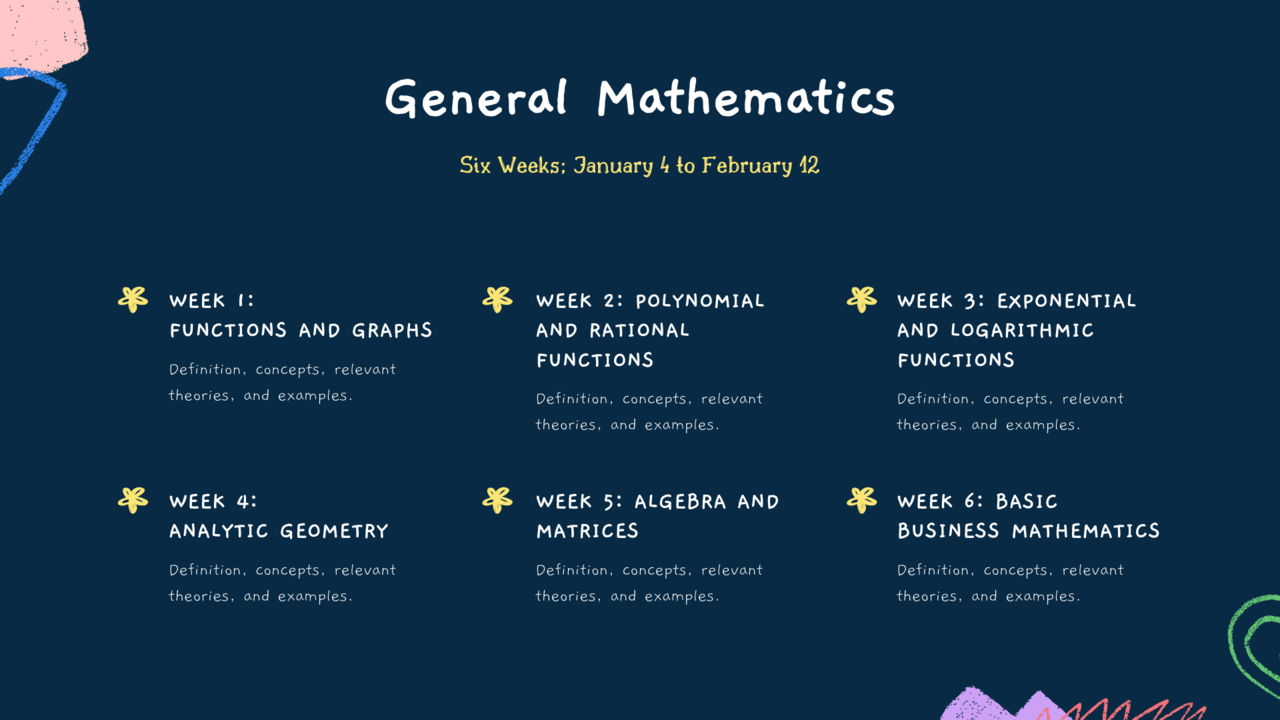 General Mathematics
Six Weeks: January 4 to February 12
WEEK 1:
FUNCTIONS AND GRAPHS
Definition, concepts, relevant
theories, and examples.
WEEK 2: POLYNOMIAL
AND RATIONAL
FUNCTIONS
Definition, concepts, relevant
theories, and examples.
WEEK 3: EXPONENTIAL
AND LOGARITHMIC
FUNCTIONS
Definition, concepts, relevant
theories, and examples.
WEEK 4:
ANALYTIC GEOMETRY
Definition, concepts, relevant
theories, and examples.
WEEK 5: ALGEBRA AND
MATRICES
Definition, concepts, relevant
theories, and examples.
WEEK 6: BASIC
BUSINESS MATHEMATICS
Definition, concepts, relevant
theories, and examples.